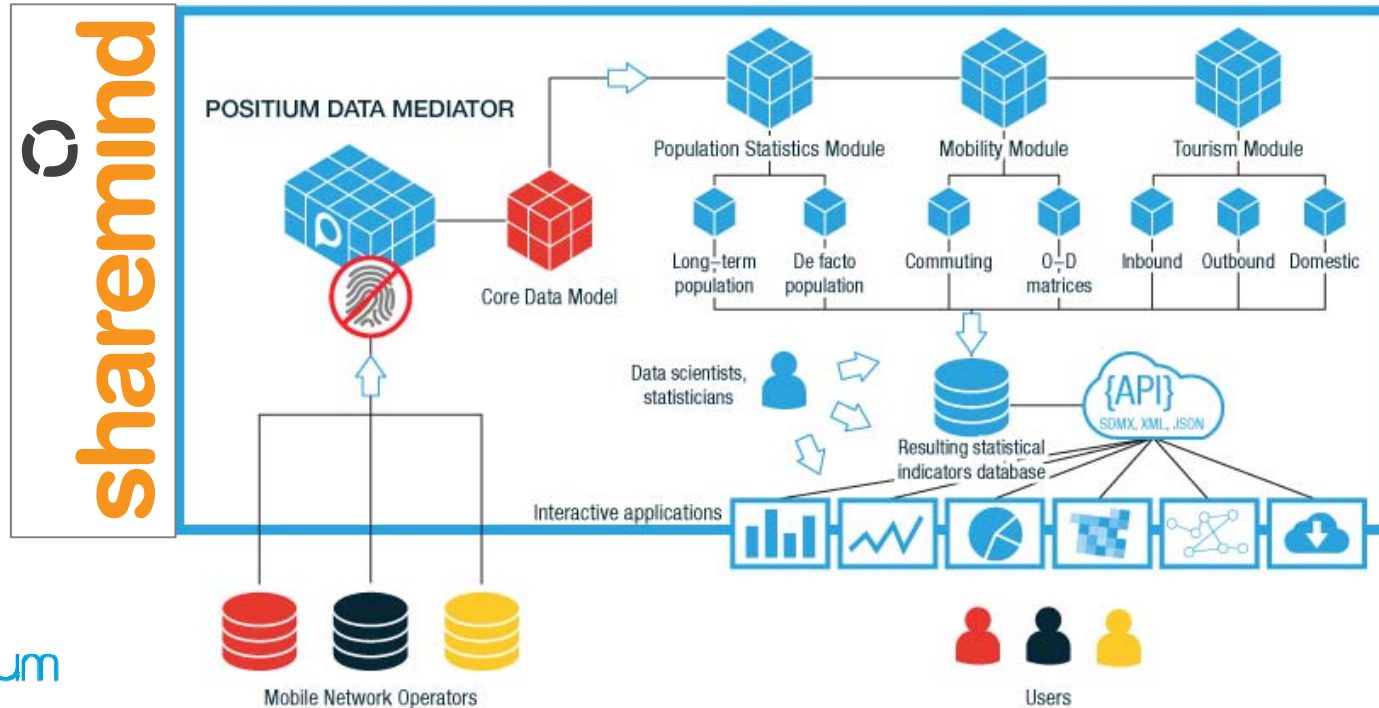 sharemind
POSITIUM DATA MEDIATOR
Core Data Model
Population Statistics Module
Mobility Module
Tourism Module
Long–term
population
De facto
population
Commuting
O–D
matrices
Inbound
Outbound
Domestic
Data scientists,
statisticians
{API}
SDMX, XML, JSON
Resulting statistical
indicators database
Interactive applications
Mobile Network Operators
Users
um